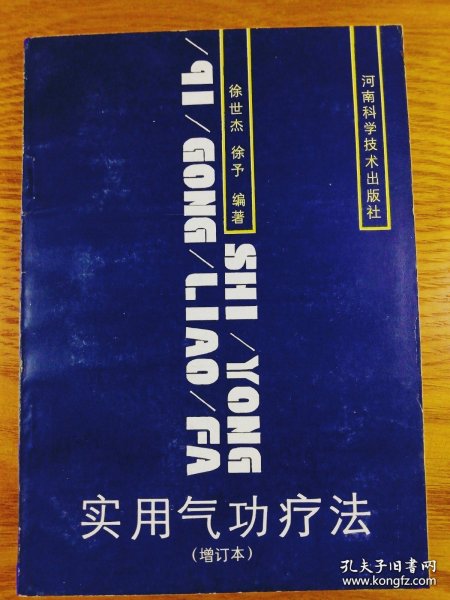 河南科学技术出版社
徐世杰 徐予 编著
SHI/YONG
/QI/GONG/LIAO/FA
实用气功疗法
(增订本)
孔夫子旧书网
www.kongfz.com